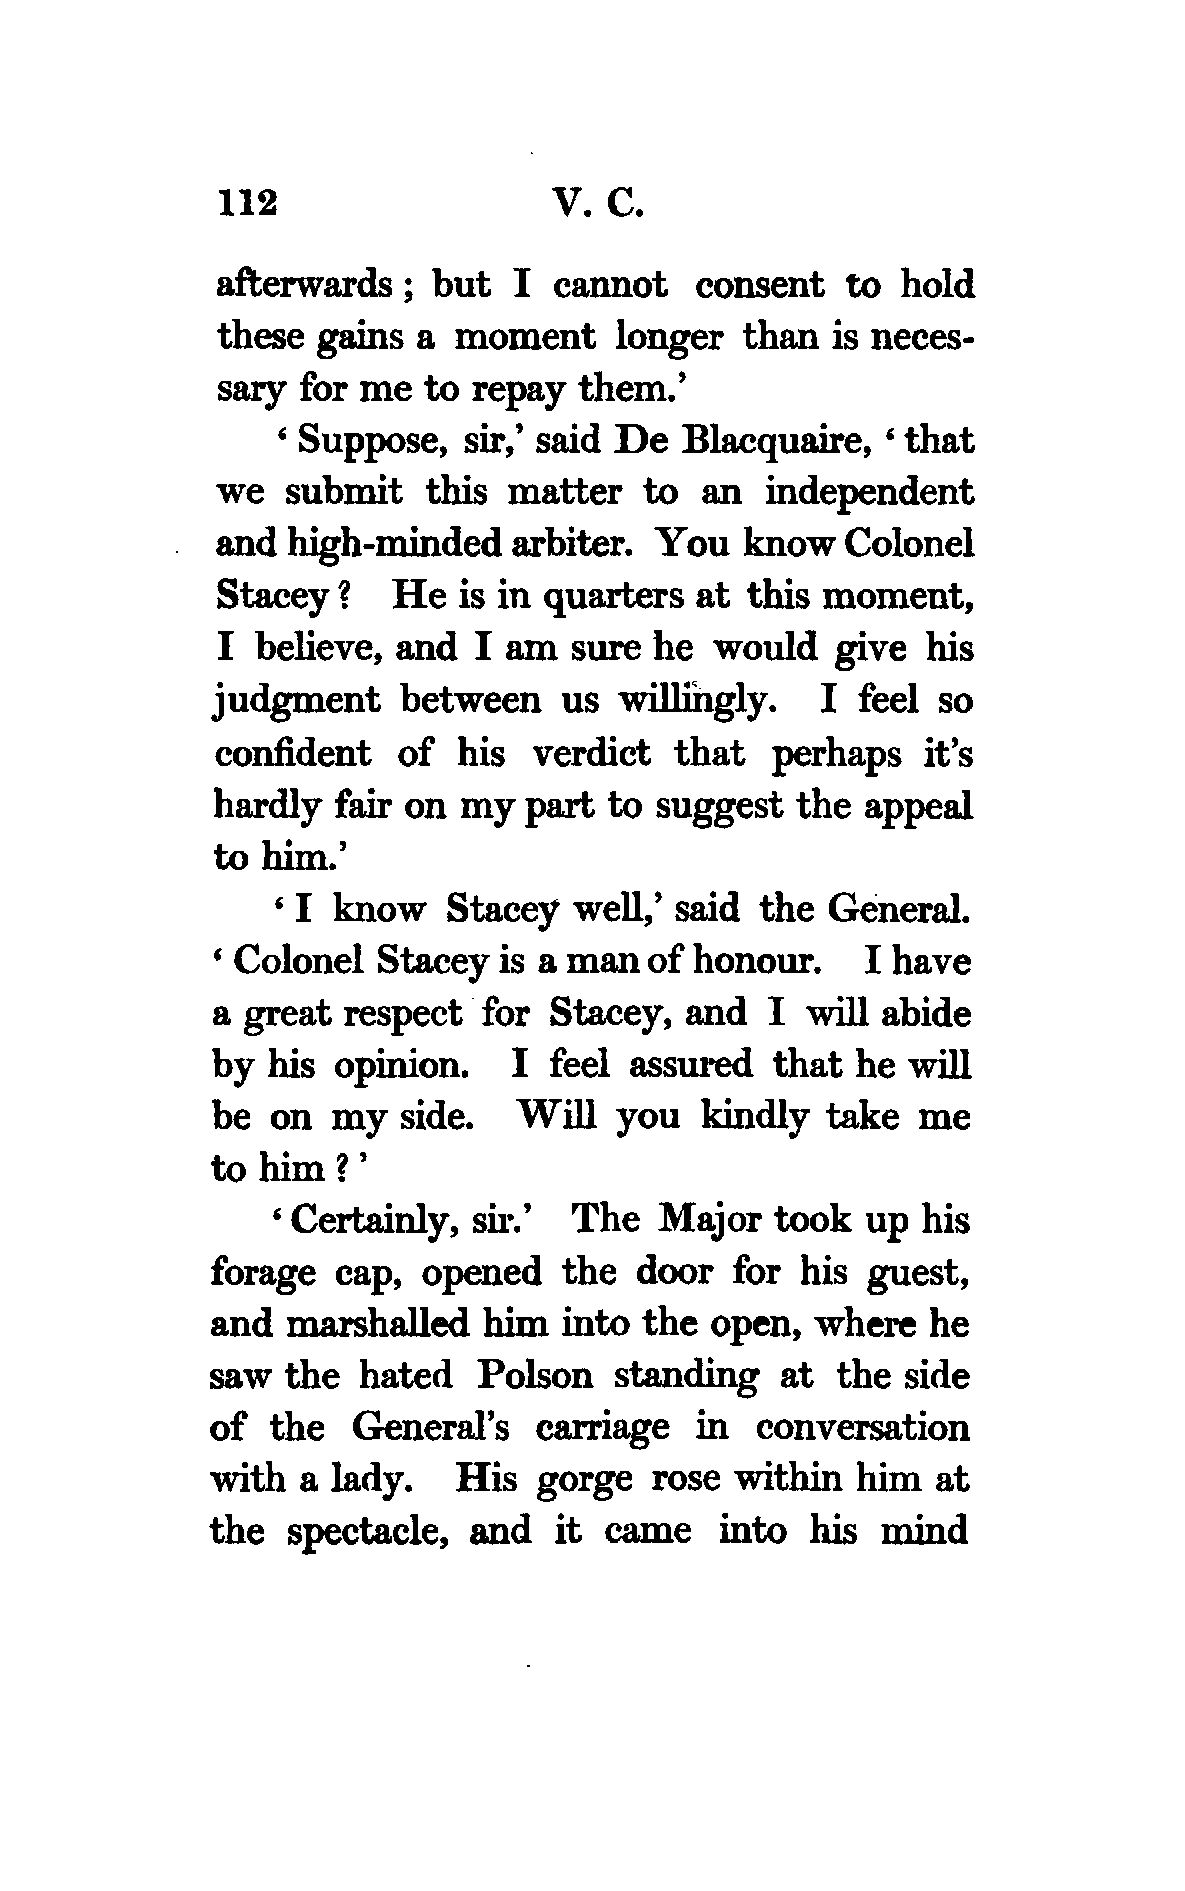 112 V. C.
afterwards ; but I cannot consent to hold
these gains a moment longer than is neces-
sary for me to repay them.’
‘ Suppose, sir,’ said De Blacquaire, ‘ that
we submit this matter to an independent
and high-minded arbiter. You know Colonel
Stacey ? He is in quarters at this moment,
I believe, and I am sure he would give his
judgment between us willingly. I feel so
confident of his verdict that perhaps it’s
hardly fair on my part to suggest the appeal
to him.’
‘ I know Stacey well,’ said the General.
‘ Colonel Stacey is a man of honour. I have
a great respect for Stacey, and I will abide
by his opinion. I feel assured that he will
be on my side. Will you kindly take me
to him ? ’
‘ Certainly, sir.’ The Major took up his
forage cap, opened the door for his guest,
and marshalled him into the open, where he
saw the hated Polson standing at the side
of the General’s carriage in conversation
with a lady. His gorge rose within him at
the spectacle, and it came into his mind